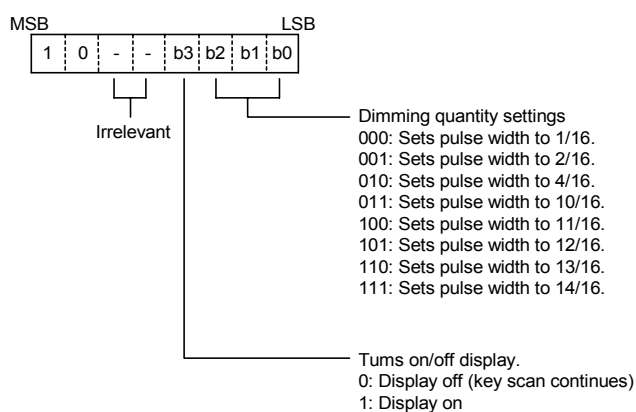 MSB LSB
1 0 - - b3 b2 b1 b0
Irrelevant
Dimming quantity settings
000: Sets pulse width to 1/16.
001: Sets pulse width to 2/16.
010: Sets pulse width to 4/16.
011: Sets pulse width to 10/16.
100: Sets pulse width to 11/16.
101: Sets pulse width to 12/16.
110: Sets pulse width to 13/16.
111: Sets pulse width to 14/16.
Tums on/off display.
0: Display off (key scan continues)
1: Display on